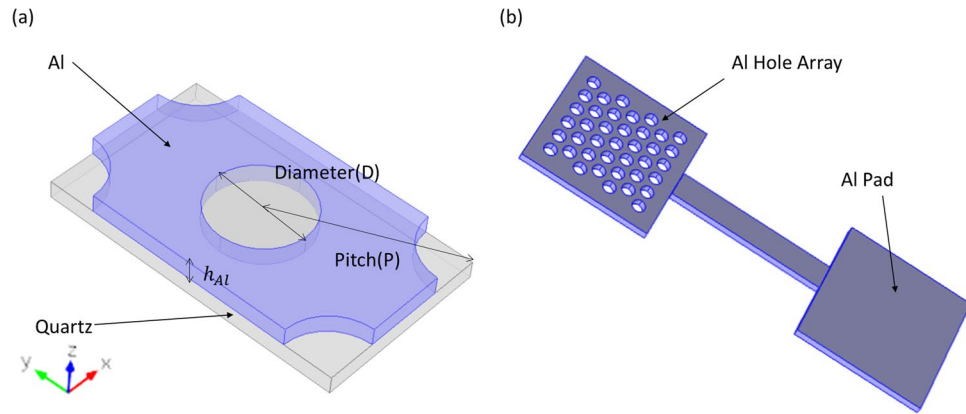 (a)
Al
Diameter(D)
Pitch(P)
h_Al
Quartz
z
y
x
(b)
Al Hole Array
Al Pad